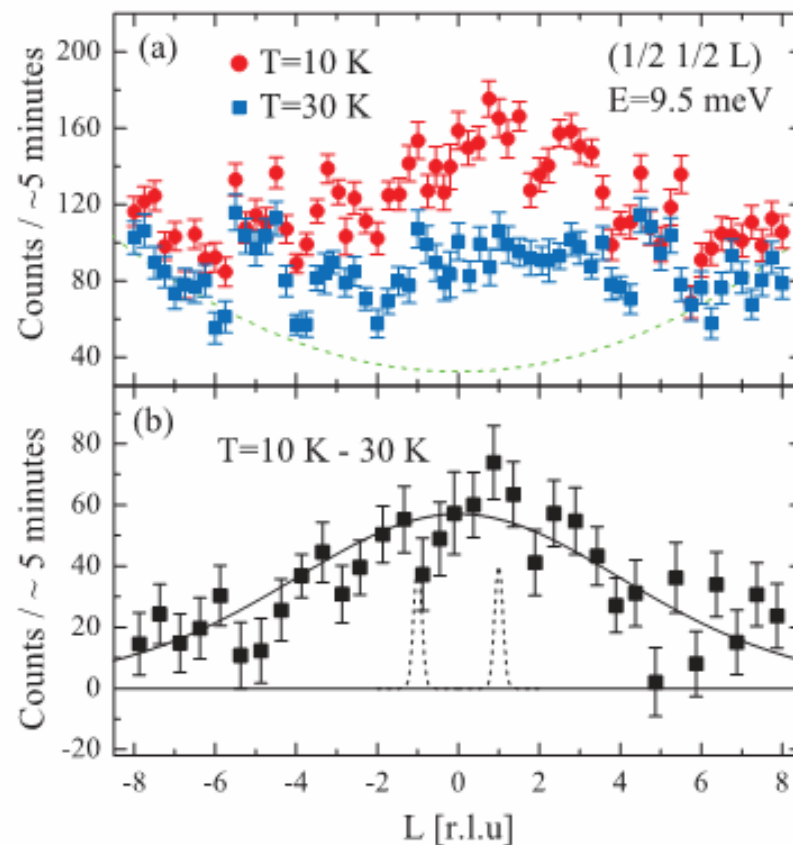 (a)
T=10 K
T=30 K
(1/2 1/2 L)
E=9.5 meV
220
200
160
120
80
40
Counts / ~5 minutes
(b)
T=10 K - 30 K
80
60
40
20
0
-20
Counts / ~ 5 minutes
-8 -6 -4 -2 0 2 4 6 8
L [r.l.u]